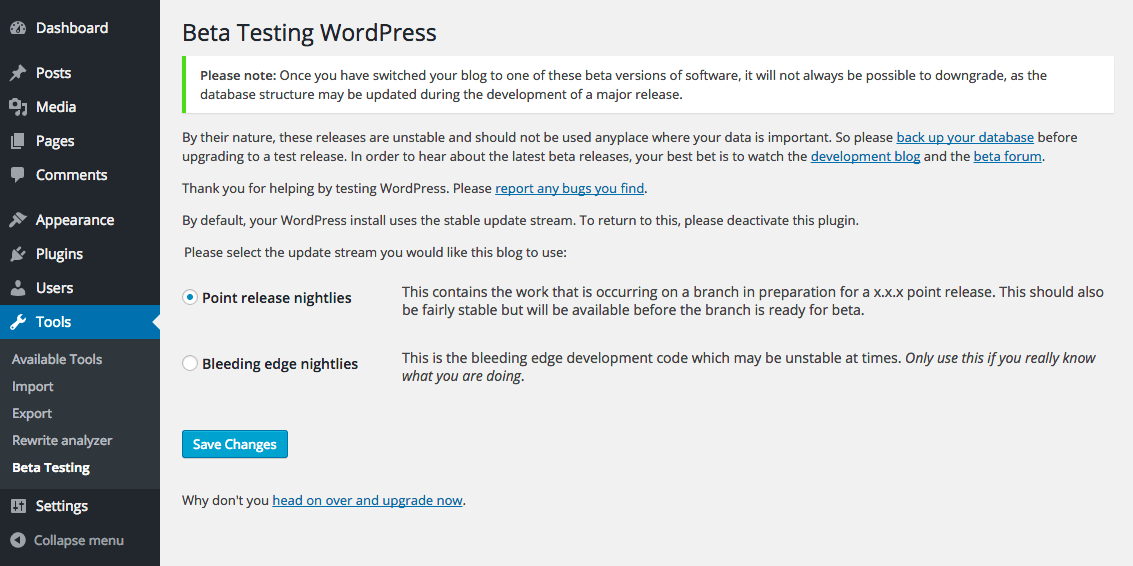 Dashboard
Posts
Media
Pages
Comments
Appearance
Plugins
Users
Tools
Available Tools
Import
Export
Rewrite analyzer
Beta Testing
Settings
Collapse menu
Beta Testing WordPress
Please note: Once you have switched your blog to one of these beta versions of software, it will not always be possible to downgrade, as the
database structure may be updated during the development of a major release.
By their nature, these releases are unstable and should not be used anyplace where your data is important. So please back up your database before
upgrading to a test release. In order to hear about the latest beta releases, your best bet is to watch the development blog and the beta forum.
Thank you for helping by testing WordPress. Please report any bugs you find.
By default, your WordPress install uses the stable update stream. To return to this, please deactivate this plugin.
Please select the update stream you would like this blog to use:
Point release nightlies
This contains the work that is occurring on a branch in preparation for a x.x.x point release. This should also
be fairly stable but will be available before the branch is ready for beta.
Bleeding edge nightlies
This is the bleeding edge development code which may be unstable at times. Only use this if you really know
what you are doing.
Save Changes
Why don't you head on over and upgrade now.